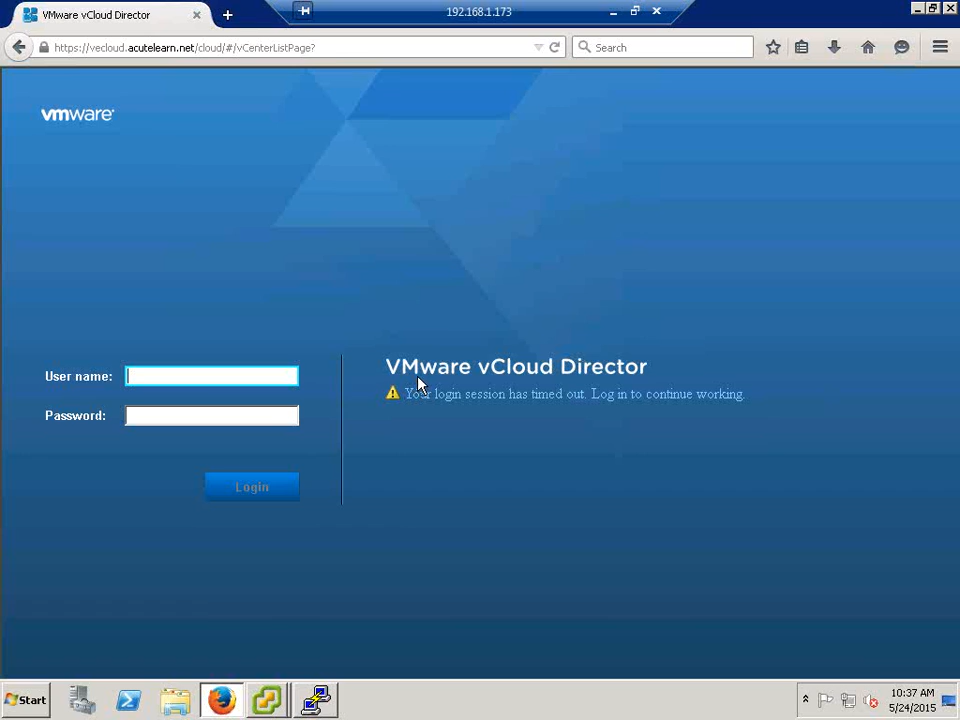 VMware vCloud Director
192.168.1.173
https://vecloud.acutelearn.net/cloud/#/vCenterListPage?
Search
vmware
User name:
Password:
Login
VMware vCloud Director
Your login session has timed out. Log in to continue working.
Start
10:37 AM
5/24/2015